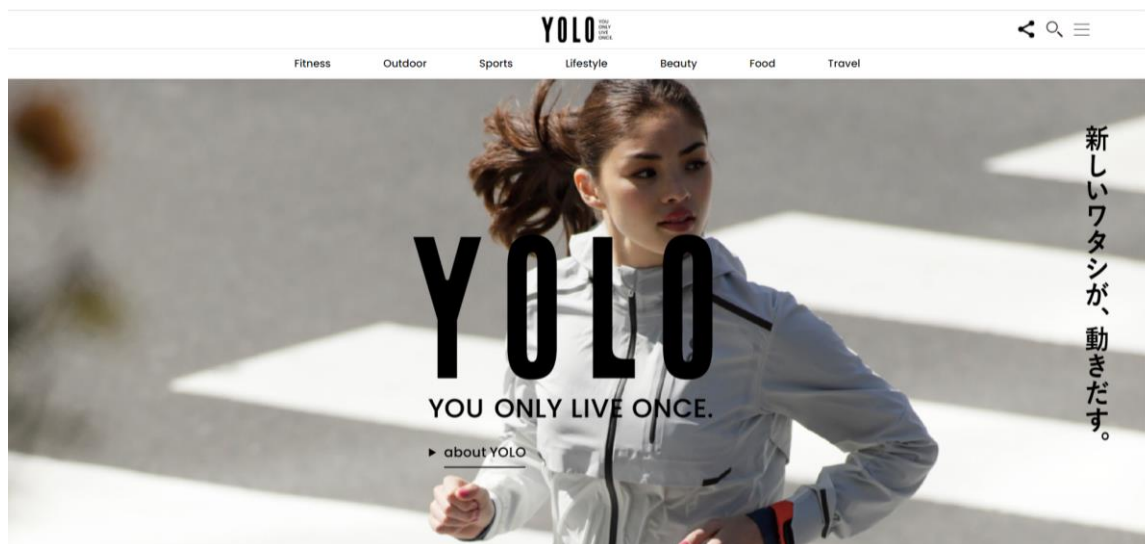 YOLO
YOU
ONLY
LIVE
ONCE.
Fitness Outdoor Sports Lifestyle Beauty Food Travel
新しいワタシが、動きだす。
YOLO
YOU ONLY LIVE ONCE.
about YOLO